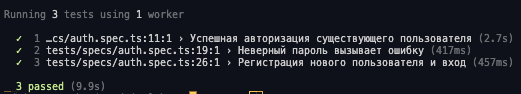 Running 3 tests using 1 worker
✓ 1 …cs/auth.spec.ts:11:1 › Успешная авторизация существующего пользователя (2.7s)
✓ 2 tests/specs/auth.spec.ts:19:1 › Неверный пароль вызывает ошибку (417ms)
✓ 3 tests/specs/auth.spec.ts:26:1 › Регистрация нового пользователя и вход (457ms)
3 passed (9.9s)